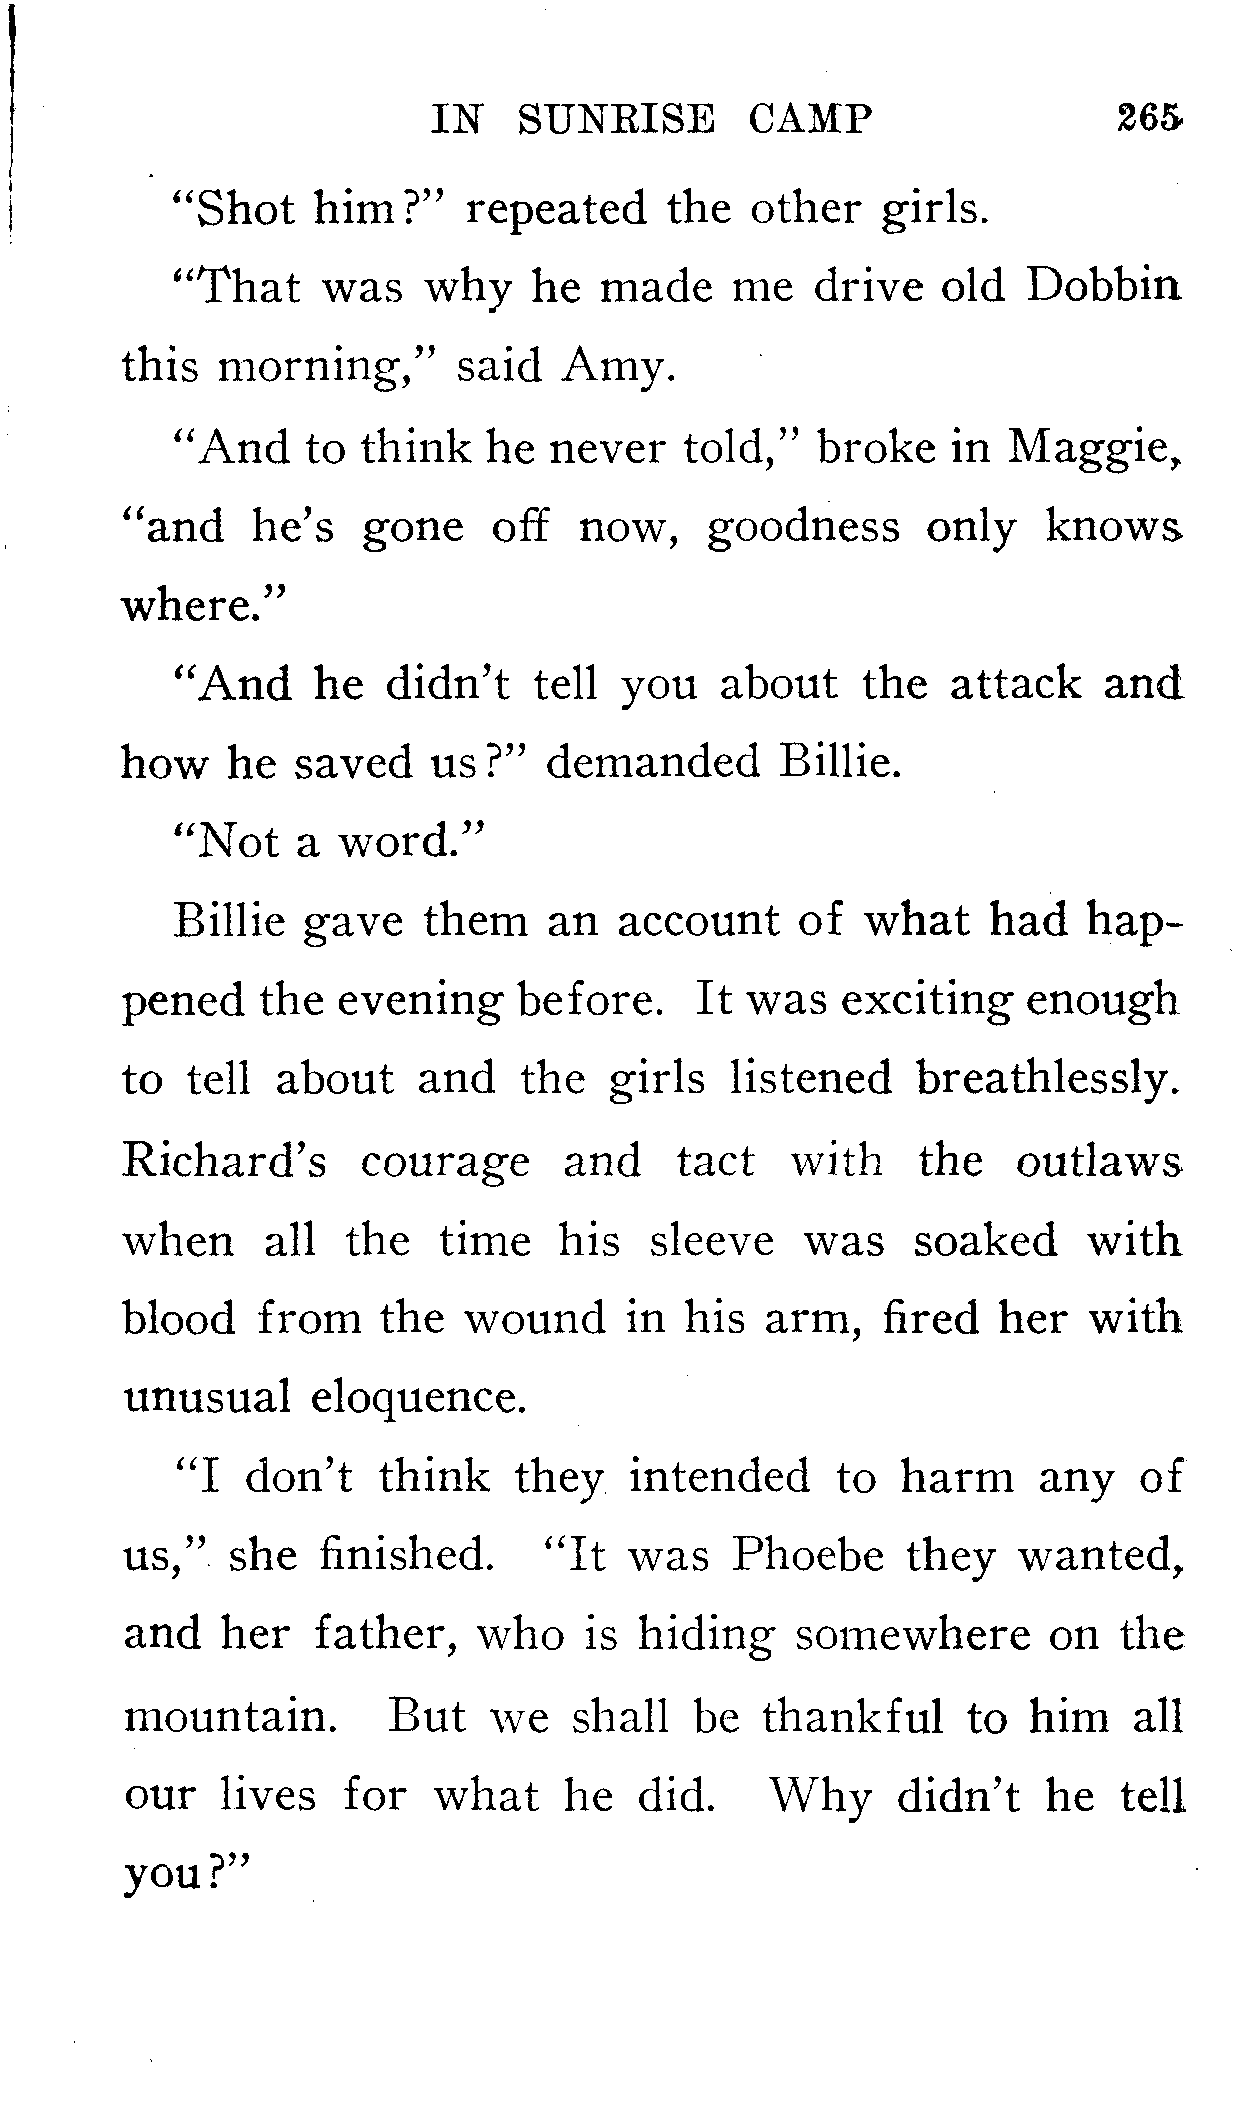 IN SUNRISE CAMP 265
“Shot him?” repeated the other girls.
“That was why he made me drive old Dobbin
this morning,” said Amy.
“And to think he never told,” broke in Maggie,
“and he’s gone off now, goodness only knows
where.”
“And he didn’t tell you about the attack and
how he saved us?” demanded Billie.
“Not a word.”
Billie gave them an account of what had hap-
pened the evening before. It was exciting enough
to tell about and the girls listened breathlessly.
Richard’s courage and tact with the outlaws
when all the time his sleeve was soaked with
blood from the wound in his arm, fired her with
unusual eloquence.
“I don’t think they intended to harm any of
us,” she finished. “It was Phoebe they wanted,
and her father, who is hiding somewhere on the
mountain. But we shall be thankful to him all
our lives for what he did. Why didn’t he tell
you?”